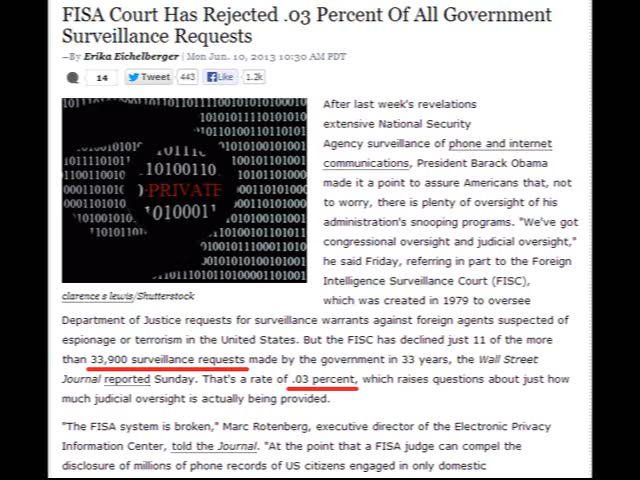 FISA Court Has Rejected .03 Percent Of All Government
Surveillance Requests
—By Erika Eichelberger | Mon Jun. 10, 2013 10:30 AM PDT
14 Tweet 443 Like 1.2k
PRIVATE
After last week's revelations
extensive National Security
Agency surveillance of phone and internet
communications, President Barack Obama
made it a point to assure Americans that, not
to worry, there is plenty of oversight of his
administration's snooping programs. "We've got
congressional oversight and judicial oversight,"
he said Friday, referring in part to the Foreign
Intelligence Surveillance Court (FISC),
which was created in 1979 to oversee
clarence s lewis/Shutterstock
Department of Justice requests for surveillance warrants against foreign agents suspected of
espionage or terrorism in the United States. But the FISC has declined just 11 of the more
than 33,900 surveillance requests made by the government in 33 years, the Wall Street
Journal reported Sunday. That's a rate of .03 percent, which raises questions about just how
much judicial oversight is actually being provided.
"The FISA system is broken," Marc Rotenberg, executive director of the Electronic Privacy
Information Center, told the Journal. "At the point that a FISA judge can compel the
disclosure of millions of phone records of US citizens engaged in only domestic